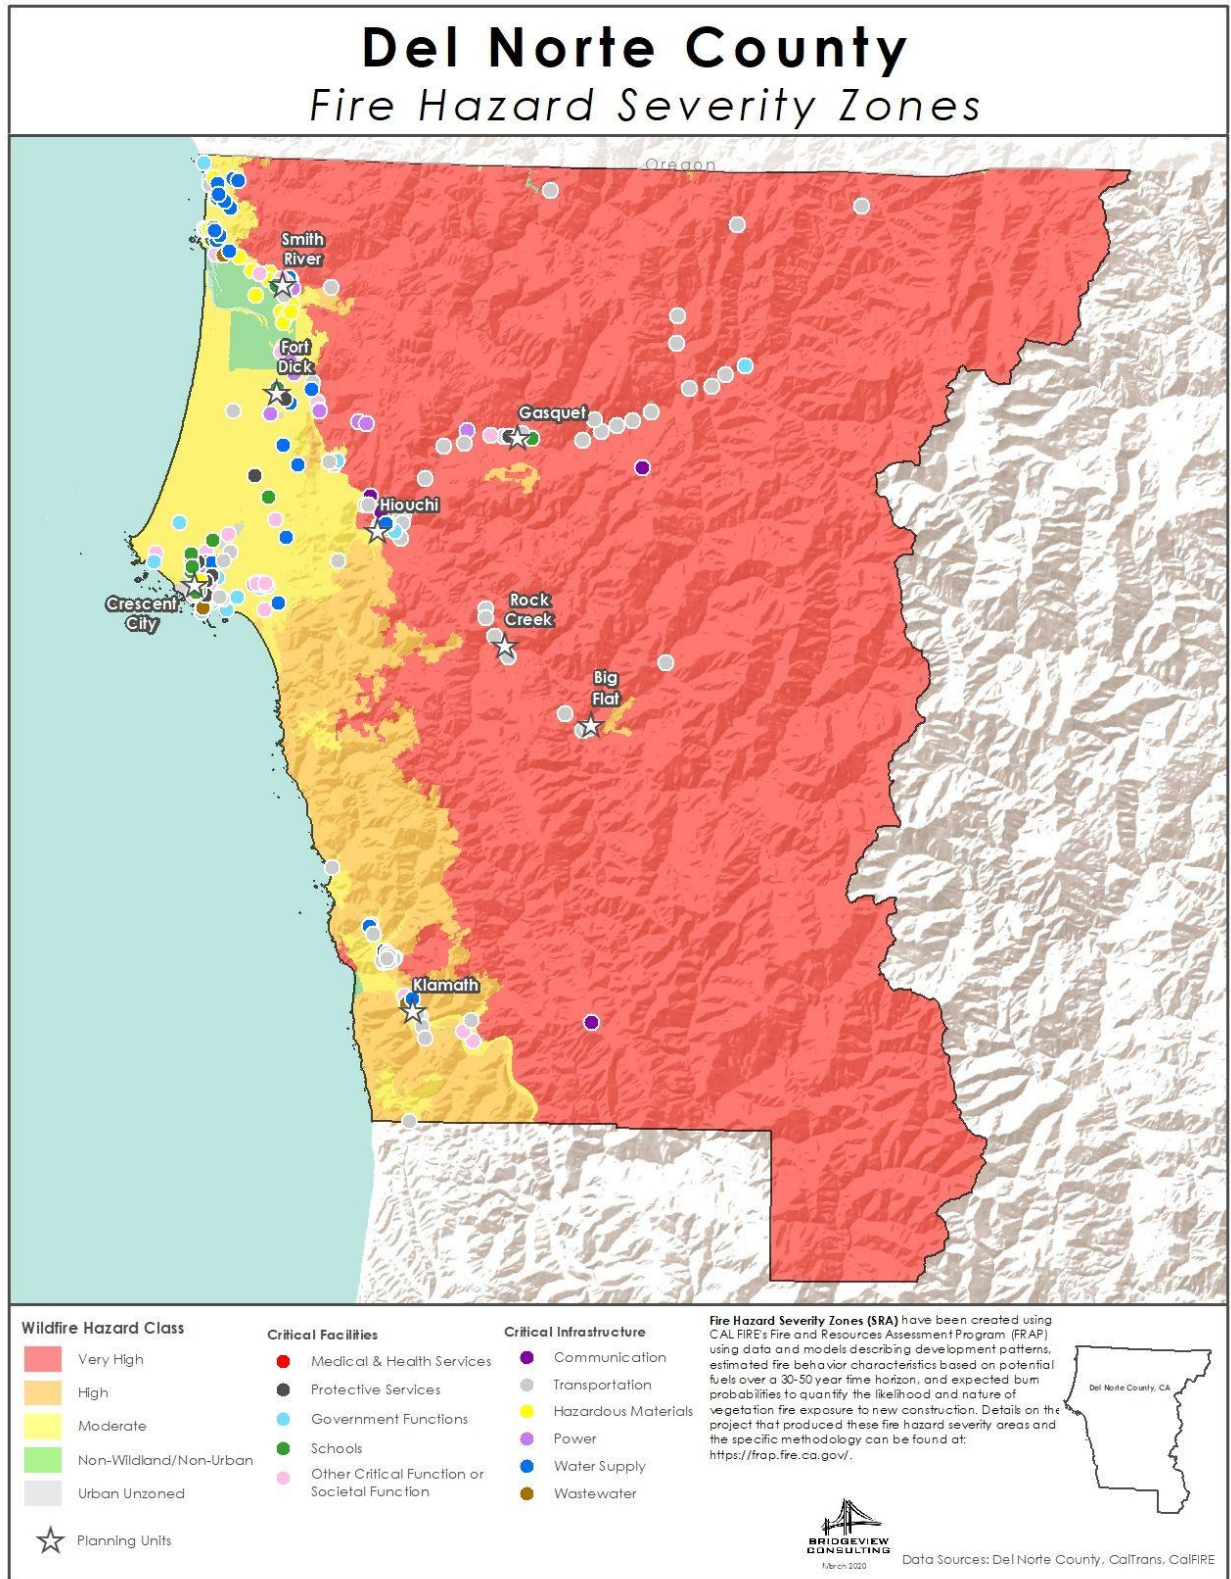 Del Norte County
Fire Hazard Severity Zones
Oregon
Smith
River
Fort
Dick
Gasquet
Hiouchi
Crescent
City
Rock
Creek
Big
Flat
Klamath
Wildfire Hazard Class
Very High
High
Moderate
Non-Wildland/Non-Urban
Urban Unzoned
Planning Units
Critical Facilities
Medical & Health Services
Protective Services
Government Functions
Schools
Other Critical Function or
Societal Function
Critical Infrastructure
Communication
Transportation
Hazardous Materials
Power
Water Supply
Wastewater
Fire Hazard Severity Zones (SRA) have been created using
CAL FIRE's Fire and Resources Assessment Program (FRAP)
using data and models describing development patterns,
estimated fire behavior characteristics based on potential
fuels over a 30-50 year time horizon, and expected burn
probabilities to quantify the likelihood and nature of
vegetation fire exposure to new construction. Details on the
project that produced these fire hazard severity areas and
the specific methodology can be found at:
https://frap.fire.ca.gov/.
Del Norte County, CA
BRIDGEVIEW
CONSULTING
March 2020
Data Sources: Del Norte County, CalTrans, CalFIRE